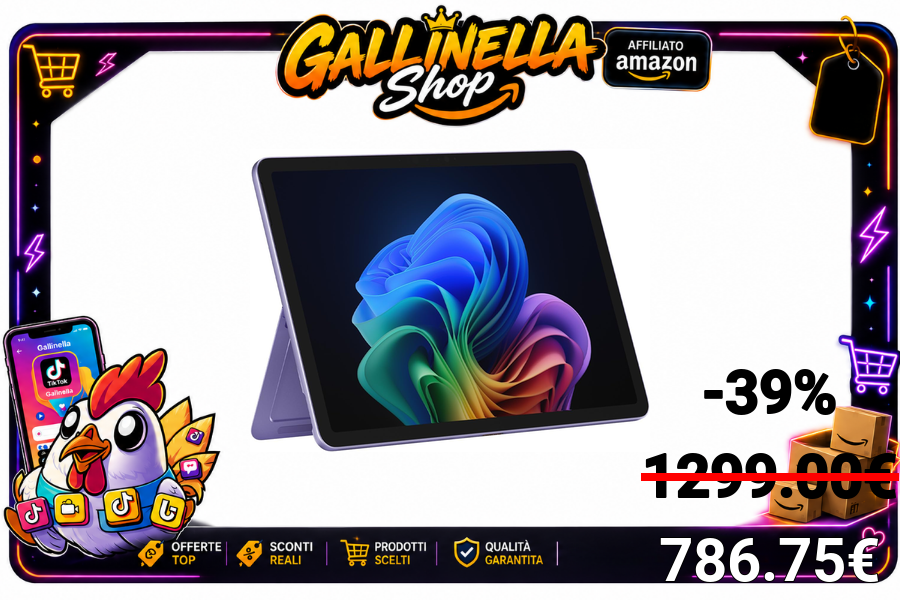 GALLINELLA
Shop
AFFILIATO
amazon
Gallinella
TikTok
Gallinella
-39%
1299.00€
786.75€
OFFERTE
TOP
SCONTI
REALI
PRODOTTI
SCELTI
QUALITÀ
GARANTITA